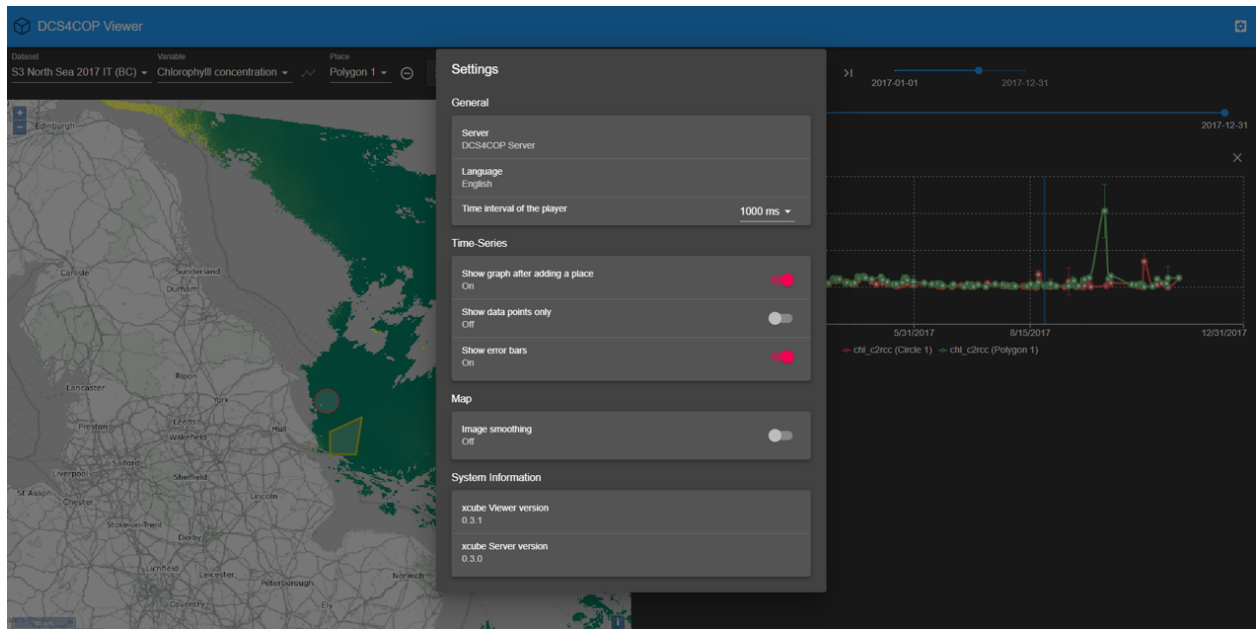 DCS4COP Viewer
Dataset
Variable
Place
S3 North Sea 2017 IT (BC)
Chlorophylll concentration
Polygon 1
2017-01-01
2017-12-31
2017-12-31
Settings
General
Server
DCS4COP Server
Language
English
Time interval of the player
1000 ms
Time-Series
Show graph after adding a place
On
Show data points only
Off
Show error bars
On
Map
Image smoothing
Off
System Information
xcube Viewer version
0.3.1
xcube Server version
0.3.0
+
−
Edinburgh
Carlisle
Sunderland
Durham
Ripon
Lancaster
York
Preston
Leeds
Hull
Wakefield
Salford
Liverpool
Sheffield
St Asaph
Chester
Lincoln
Stoke-on-Trent
Derby
Lichfield
Leicester
Peterborough
Norwich
Coventry
Ely
i
5/31/2017
8/15/2017
12/31/2017
chl_c2rcc (Circle 1)
chl_c2rcc (Polygon 1)